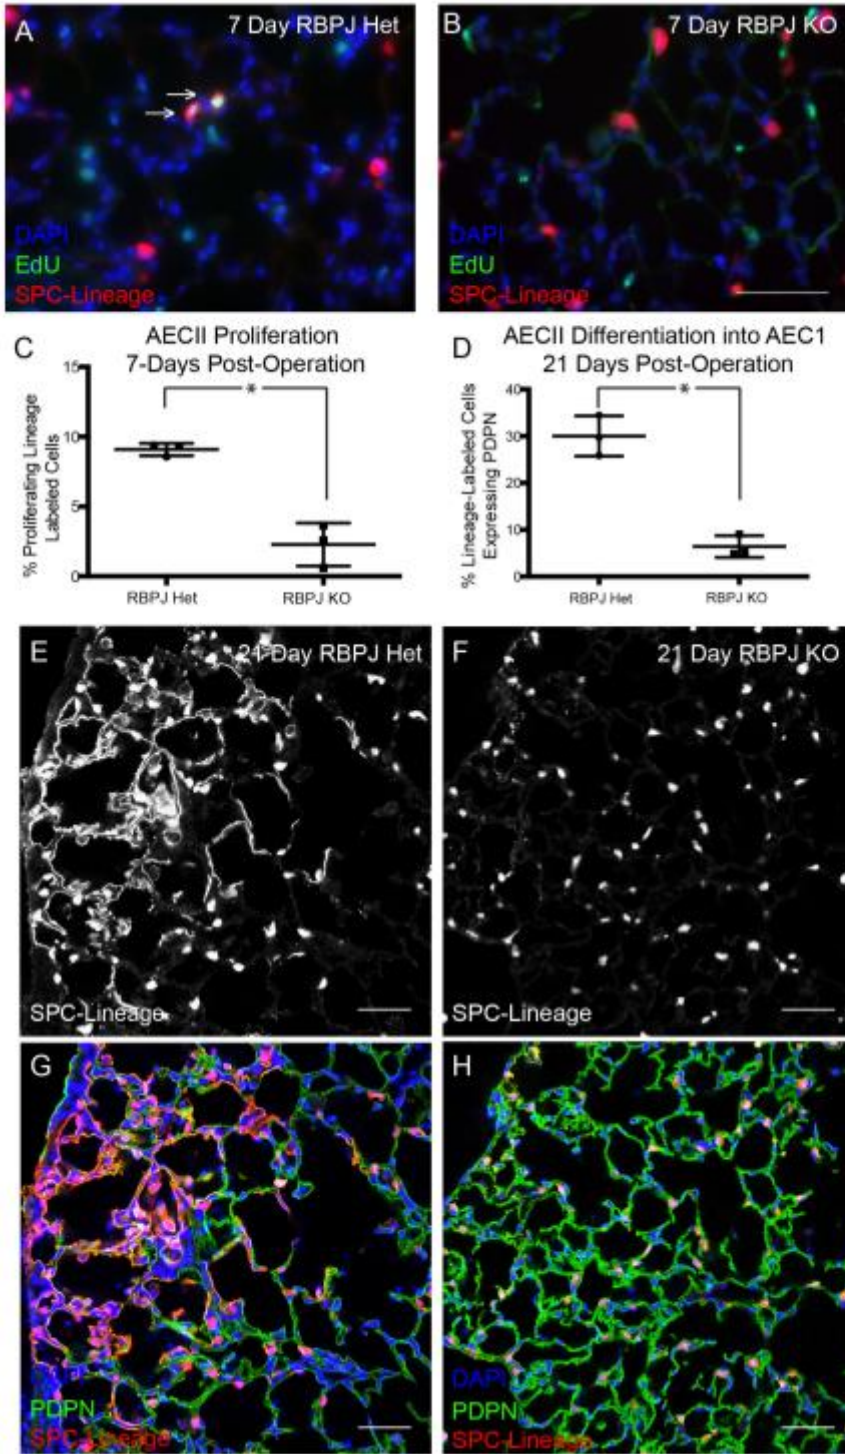 A
7 Day RBPJ Het
DAPI
EdU
SPC-Lineage
B
7 Day RBPJ KO
DAPI
EdU
SPC-Lineage
C
AECII Proliferation
7-Days Post-Operation
% Proliferating Lineage
Labeled Cells
15
10
5
0
*
RBPJ Het
RBPJ KO
D
AECII Differentiation into AEC1
21 Days Post-Operation
% Lineage-Labeled Cells
Expressing PDPN
40
30
20
10
0
*
RBPJ Het
RBPJ KO
E
21-Day RBPJ Het
SPC-Lineage
F
21 Day RBPJ KO
SPC-Lineage
G
DAPI
PDPN
SPC-Lineage
H
DAPI
PDPN
SPC-Lineage